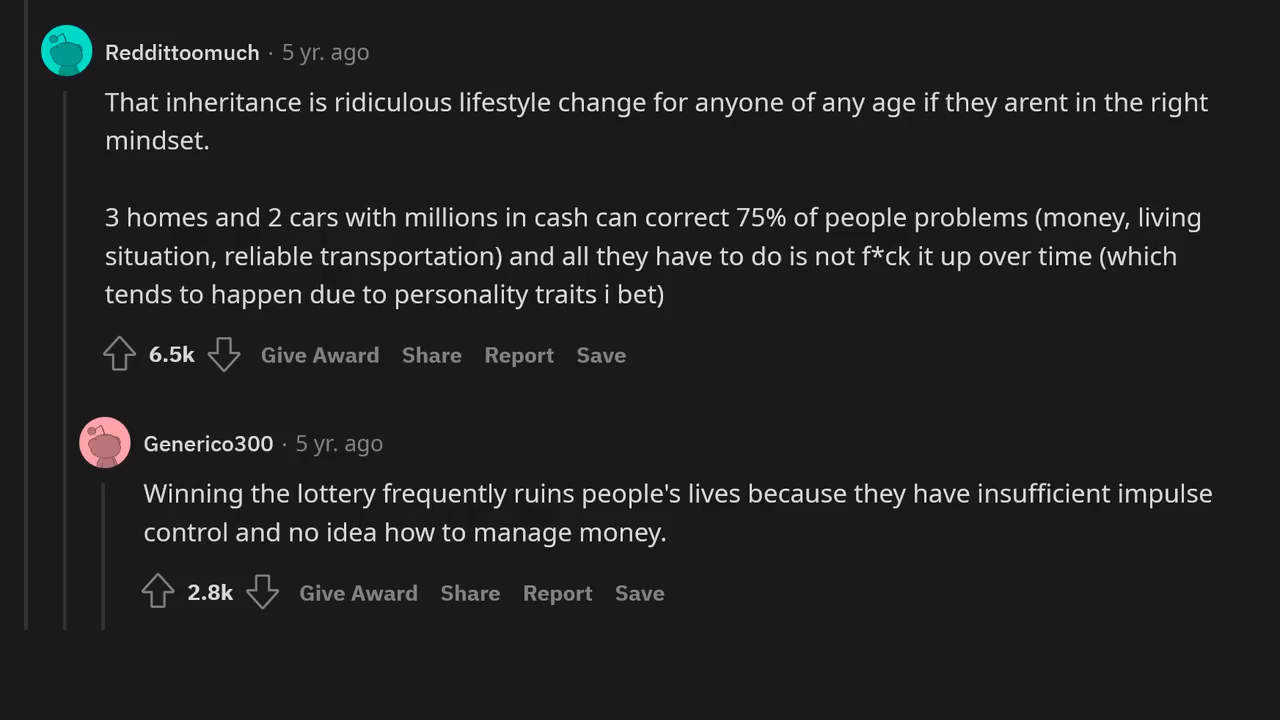 Reddittoomuch · 5 yr. ago
That inheritance is ridiculous lifestyle change for anyone of any age if they arent in the right
mindset.
3 homes and 2 cars with millions in cash can correct 75% of people problems (money, living
situation, reliable transportation) and all they have to do is not f*ck it up over time (which
tends to happen due to personality traits i bet)
6.5k Give Award Share Report Save
Generico300 · 5 yr. ago
Winning the lottery frequently ruins people's lives because they have insufficient impulse
control and no idea how to manage money.
2.8k Give Award Share Report Save